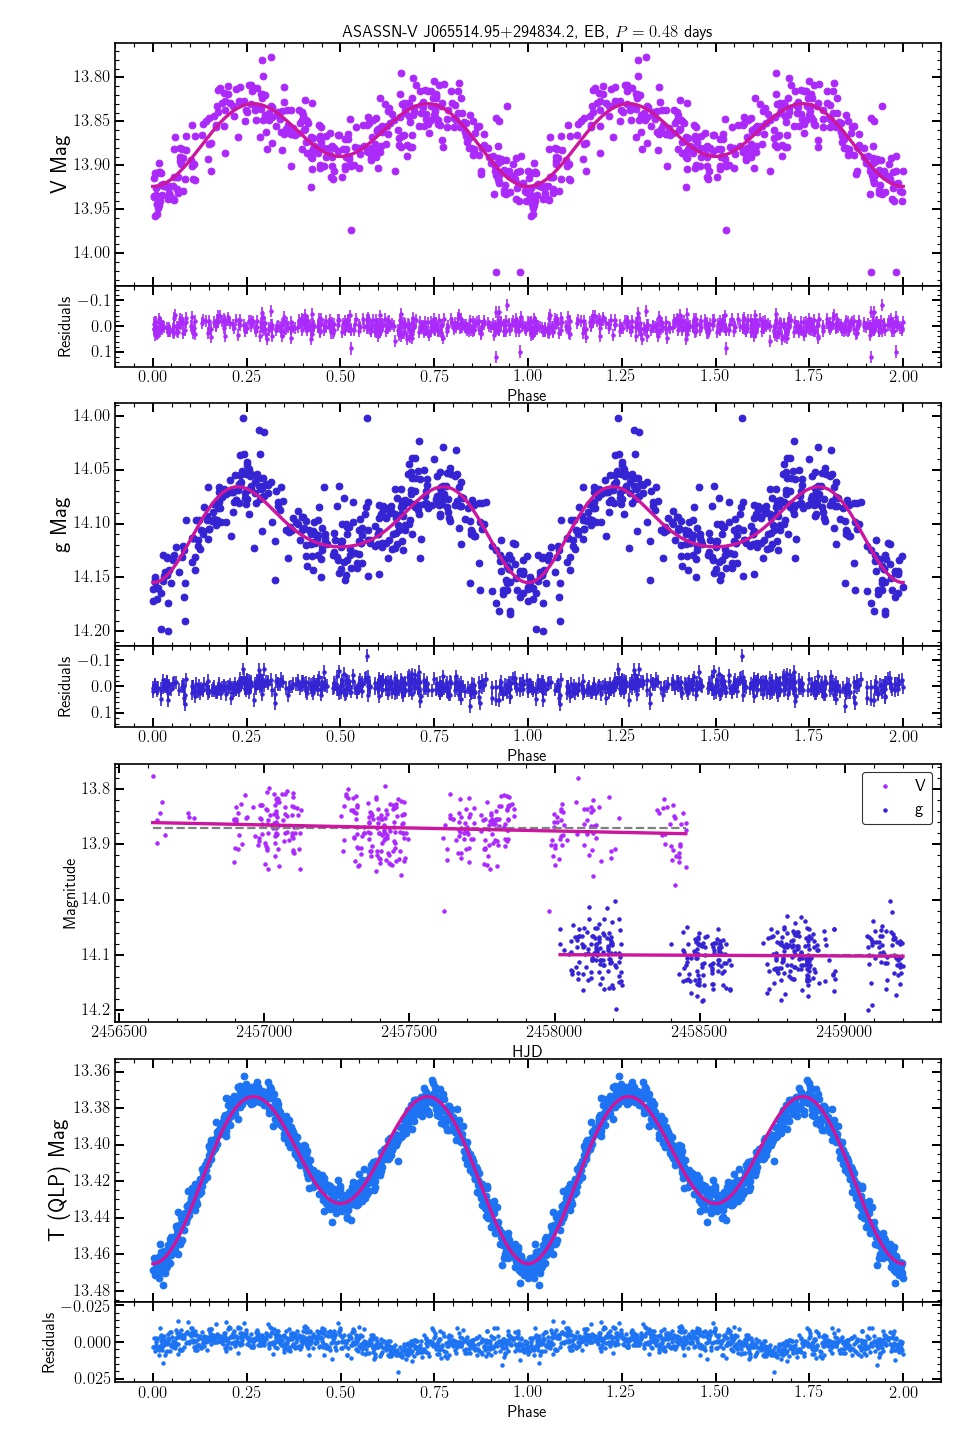 ASASSN-V J065514.95+294834.2, EB, P = 0.48 days
V Mag
13.80
13.85
13.90
13.95
14.00
Residuals
−0.1
0.0
0.1
0.00 0.25 0.50 0.75 1.00 1.25 1.50 1.75 2.00
Phase
g Mag
14.00
14.05
14.10
14.15
14.20
Residuals
−0.1
0.0
0.1
0.00 0.25 0.50 0.75 1.00 1.25 1.50 1.75 2.00
Phase
Magnitude
13.8
13.9
14.0
14.1
14.2
V
g
2456500 2457000 2457500 2458000 2458500 2459000
HJD
T (QLP) Mag
13.36
13.38
13.40
13.42
13.44
13.46
13.48
Residuals
−0.025
0.000
0.025
0.00 0.25 0.50 0.75 1.00 1.25 1.50 1.75 2.00
Phase